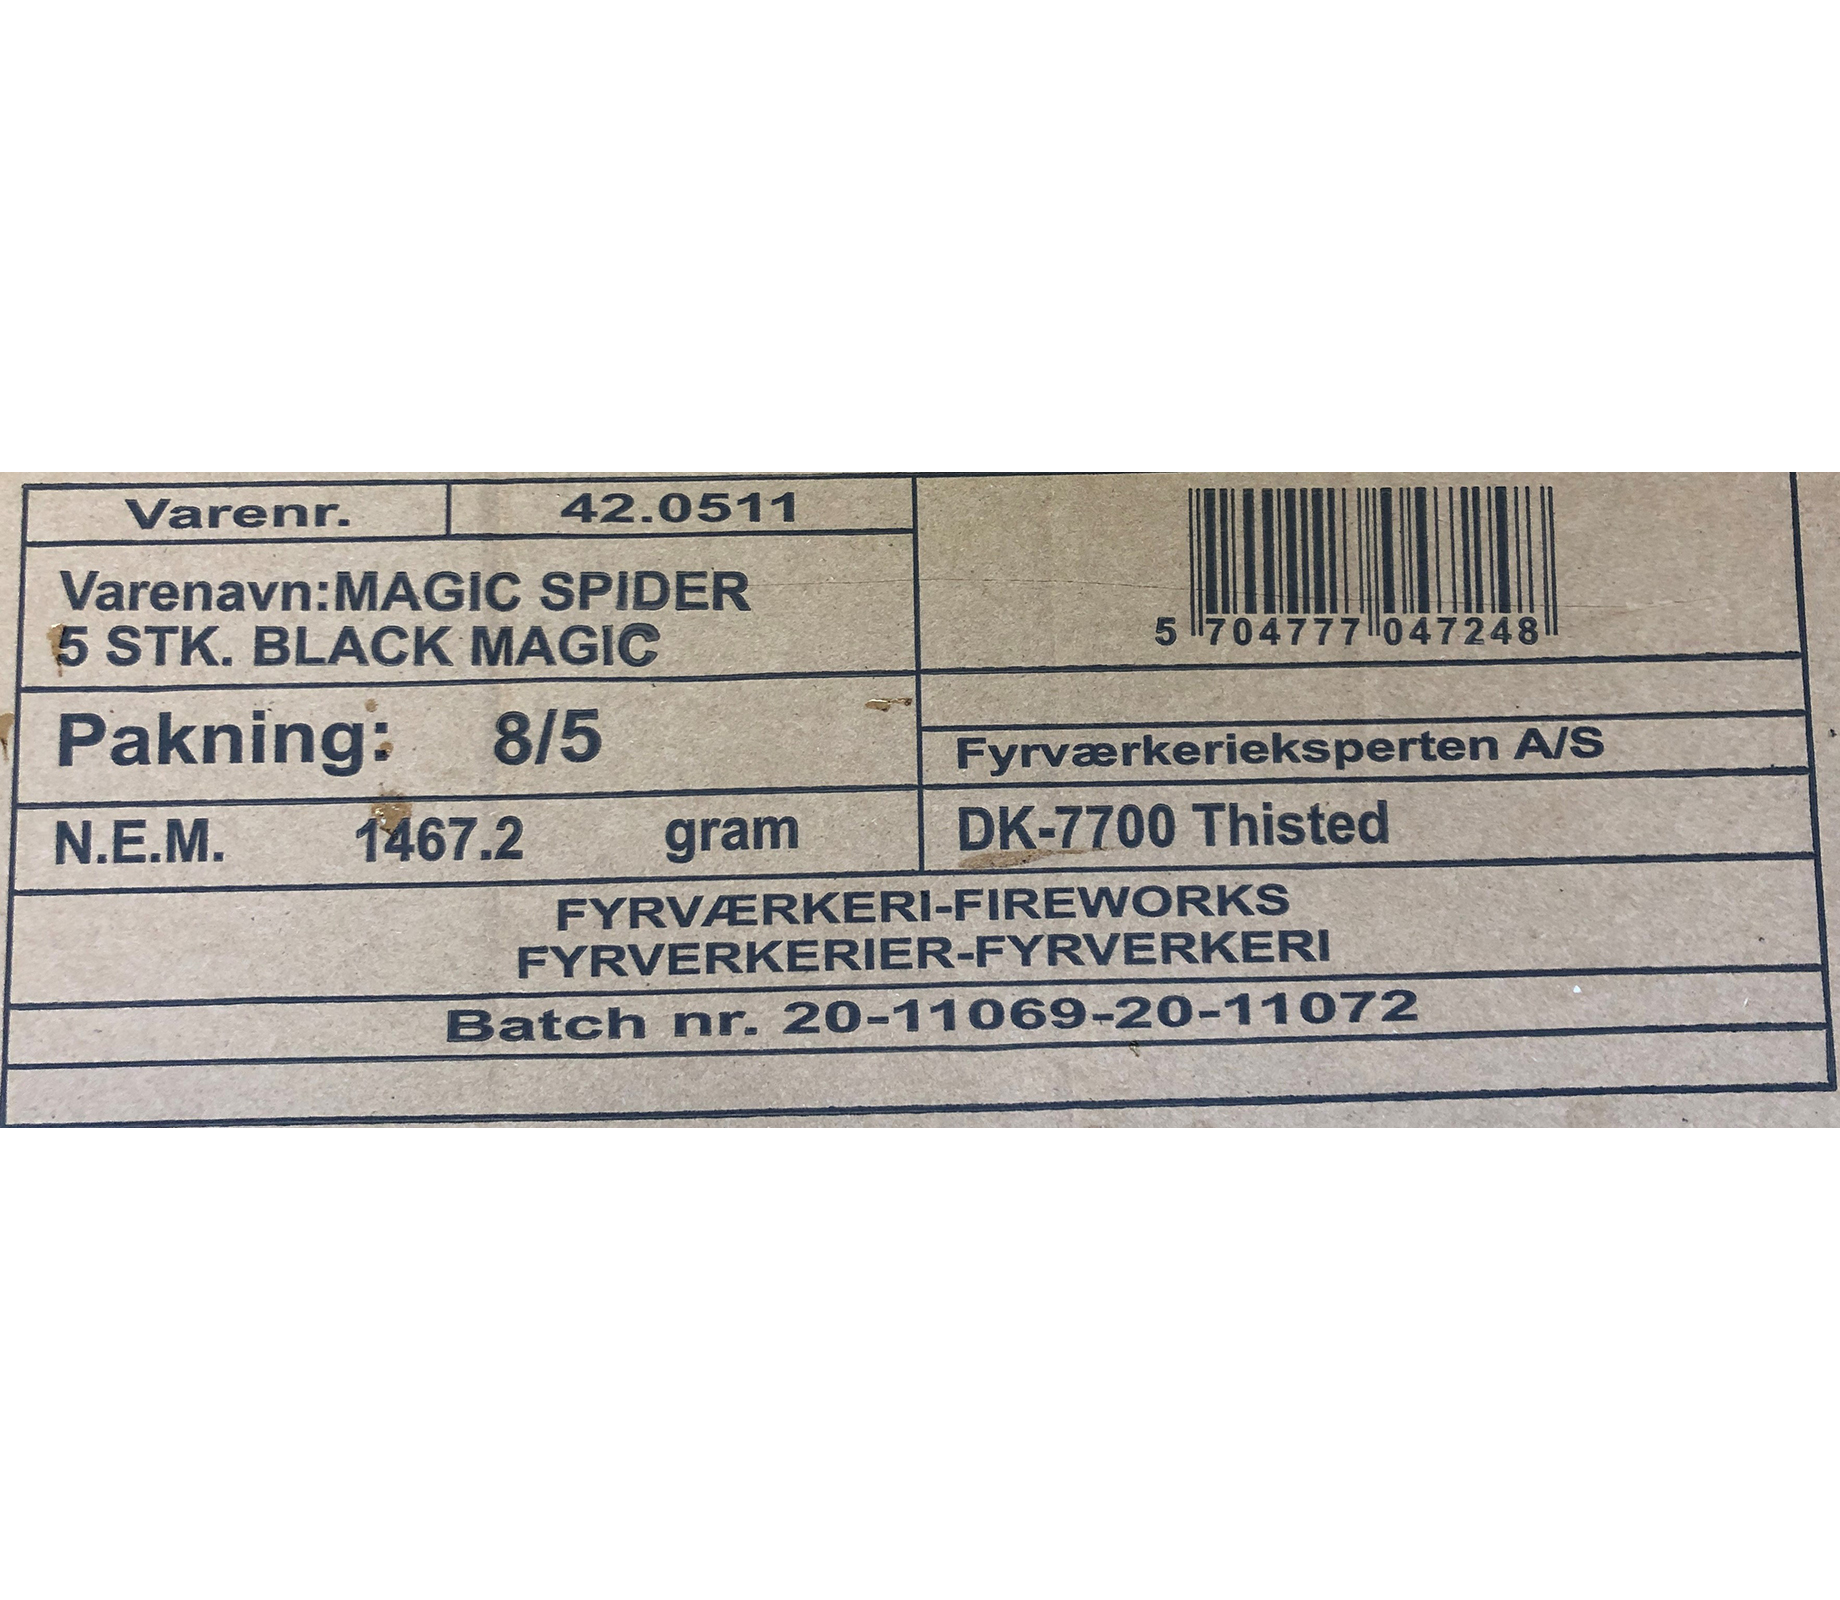 Varenr. 42.0511
Varenavn:MAGIC SPIDER
5 STK. BLACK MAGIC
Pakning: 8/5
N.E.M. 1467.2 gram
5 704777 047248
Fyrværkerieksperten A/S
DK-7700 Thisted
FYRVÆRKERI-FIREWORKS
FYRVERKERIER-FYRVERKERI
Batch nr. 20-11069-20-11072